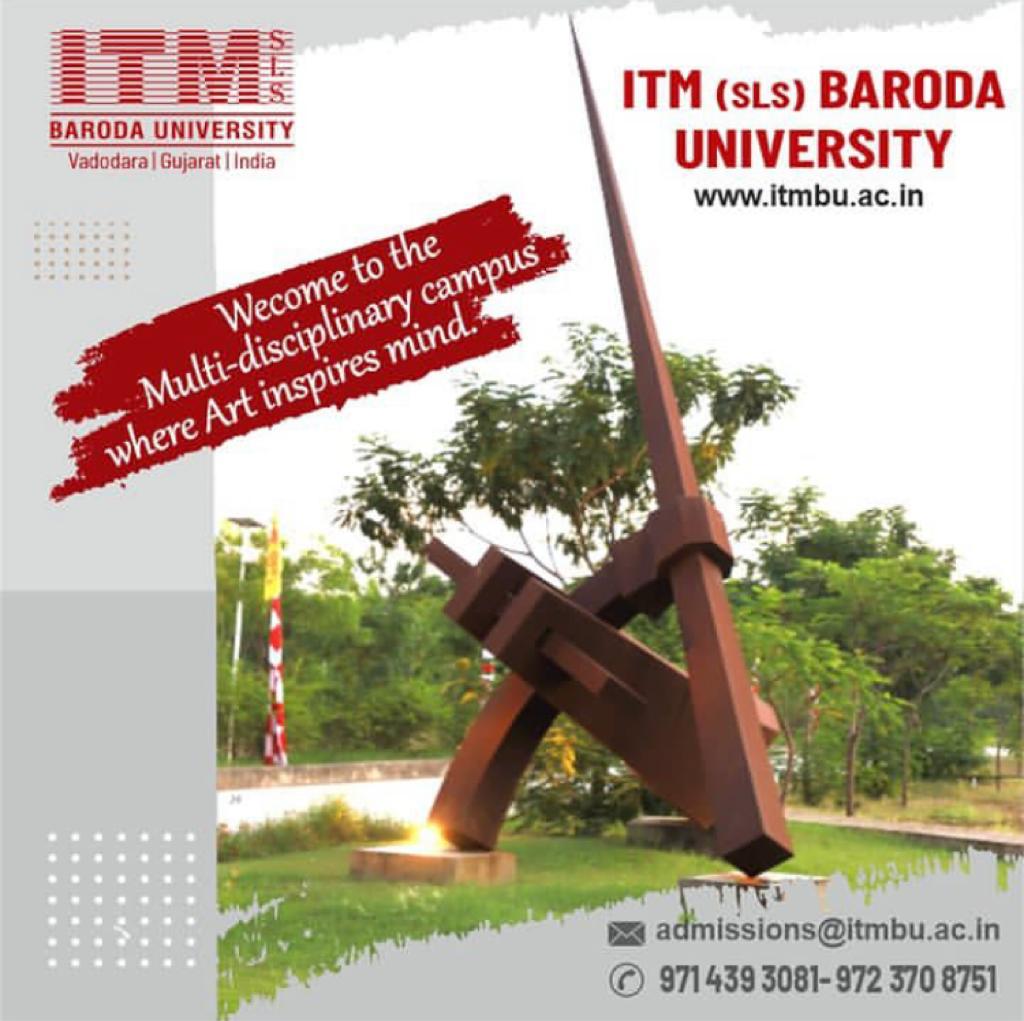 ITM SLS
BARODA UNIVERSITY
Vadodara | Gujarat | India
ITM (SLS) BARODA
UNIVERSITY
www.itmbu.ac.in
Wecome to the
Multi-disciplinary campus
where Art inspires mind.
admissions@itmbu.ac.in
971 439 3081- 972 370 8751